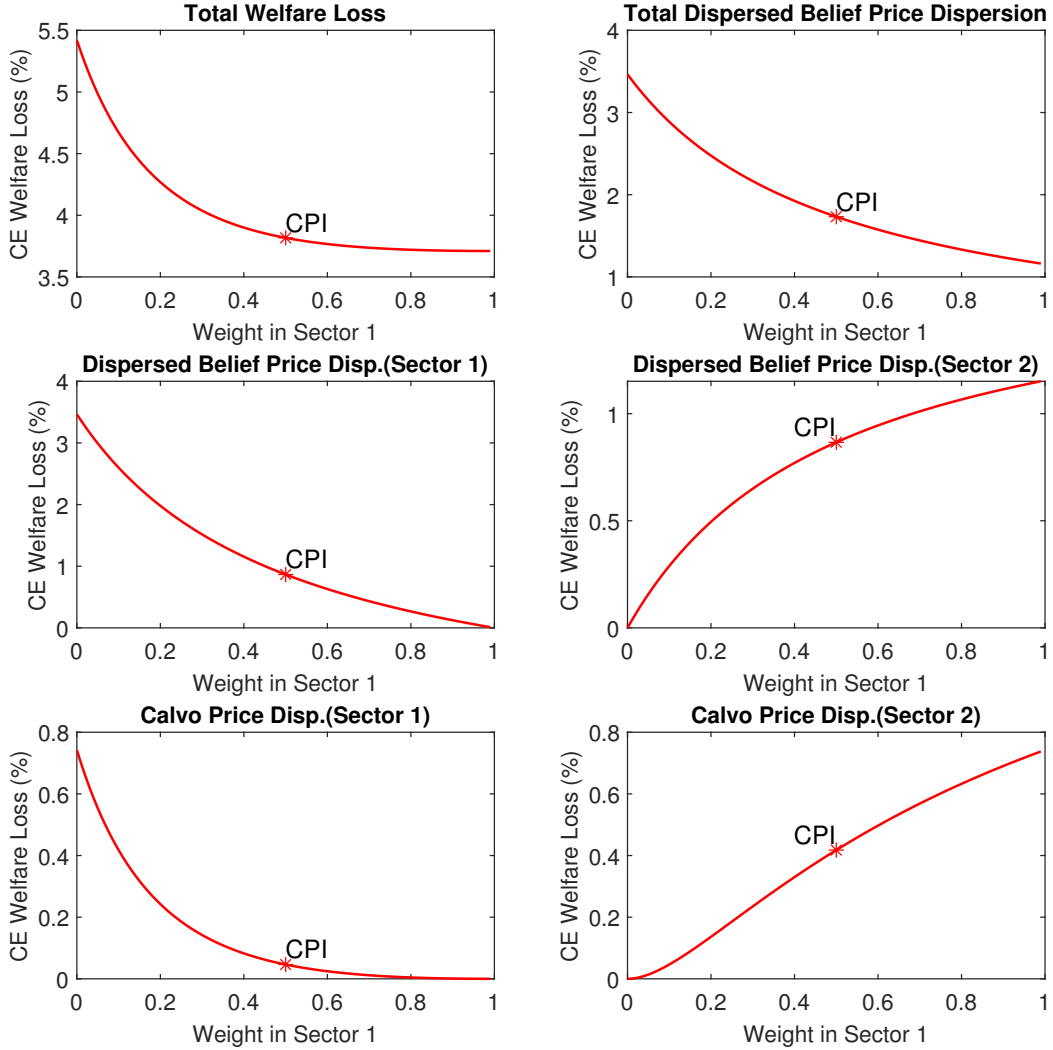 Total Welfare Loss
CE Welfare Loss (%)
5.5
5
4.5
4
3.5
CPI
0 0.2 0.4 0.6 0.8 1
Weight in Sector 1
Total Dispersed Belief Price Dispersion
CE Welfare Loss (%)
4
3
2
1
CPI
0 0.2 0.4 0.6 0.8 1
Weight in Sector 1
Dispersed Belief Price Disp.(Sector 1)
CE Welfare Loss (%)
4
3
2
1
0
CPI
0 0.2 0.4 0.6 0.8 1
Weight in Sector 1
Dispersed Belief Price Disp.(Sector 2)
CE Welfare Loss (%)
1
0.5
0
CPI
0 0.2 0.4 0.6 0.8 1
Weight in Sector 1
Calvo Price Disp.(Sector 1)
CE Welfare Loss (%)
0.8
0.6
0.4
0.2
0
CPI
0 0.2 0.4 0.6 0.8 1
Weight in Sector 1
Calvo Price Disp.(Sector 2)
CE Welfare Loss (%)
0.8
0.6
0.4
0.2
0
CPI
0 0.2 0.4 0.6 0.8 1
Weight in Sector 1